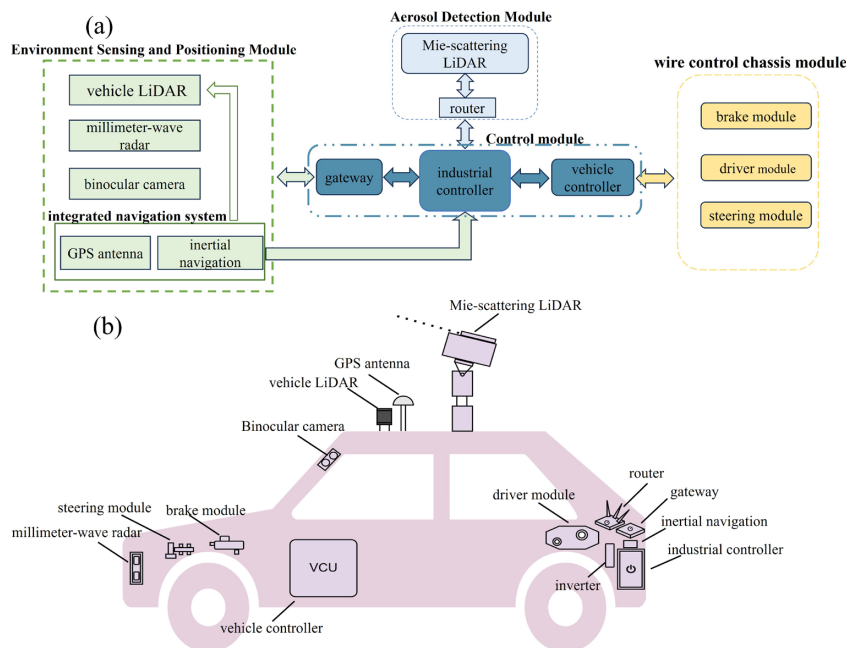 (a)
Aerosol Detection Module
Mie-scattering
LiDAR
router
Environment Sensing and Positioning Module
vehicle LiDAR
millimeter-wave
radar
binocular camera
integrated navigation system
GPS antenna
inertial
navigation
Control module
gateway
industrial
controller
vehicle
controller
wire control chassis module
brake module
driver module
steering module
(b)
Mie-scattering LiDAR
GPS antenna
vehicle LiDAR
Binocular camera
steering module
brake module
millimeter-wave radar
VCU
vehicle controller
driver module
router
gateway
inertial navigation
industrial controller
inverter